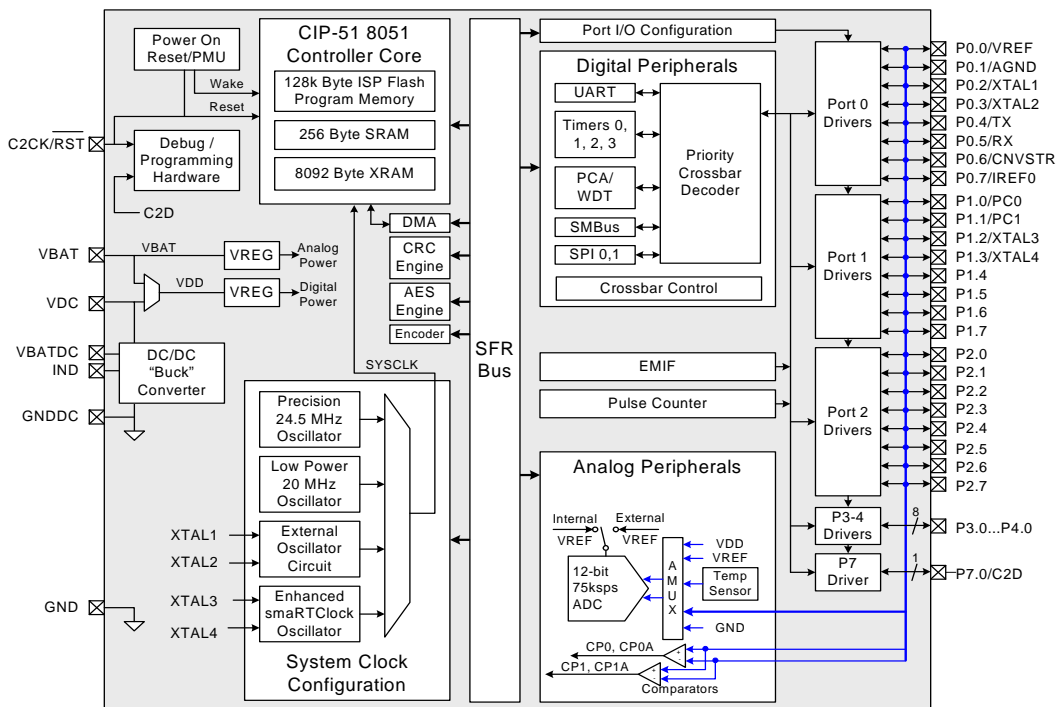 Power On
Reset/PMU
Wake
Reset
C2CK/RST
Debug /
Programming
Hardware
C2D
CIP-51 8051
Controller Core
128k Byte ISP Flash
Program Memory
256 Byte SRAM
8092 Byte XRAM
VBAT
VBAT
VREG
Analog
Power
VDC
VDD
VREG
Digital
Power
VBATDC
IND
DC/DC
“Buck”
Converter
GNDDC
GND
DMA
CRC
Engine
AES
Engine
Encoder
SYSCLK
Precision
24.5 MHz
Oscillator
Low Power
20 MHz
Oscillator
XTAL1
XTAL2
External
Oscillator
Circuit
XTAL3
XTAL4
Enhanced
smaRTClock
Oscillator
System Clock
Configuration
SFR
Bus
Port I/O Configuration
Digital Peripherals
UART
Timers 0,
1, 2, 3
PCA/
WDT
SMBus
SPI 0,1
Priority
Crossbar
Decoder
Crossbar Control
EMIF
Pulse Counter
Analog Peripherals
Internal
VREF
External
VREF
12-bit
75ksps
ADC
A
M
U
X
VDD
VREF
Temp
Sensor
GND
CP0, CP0A
+
-
CP1, CP1A
+
-
Comparators
Port 0
Drivers
Port 1
Drivers
Port 2
Drivers
P3-4
Drivers
P7
Driver
8
1
P0.0/VREF
P0.1/AGND
P0.2/XTAL1
P0.3/XTAL2
P0.4/TX
P0.5/RX
P0.6/CNVSTR
P0.7/IREF0
P1.0/PC0
P1.1/PC1
P1.2/XTAL3
P1.3/XTAL4
P1.4
P1.5
P1.6
P1.7
P2.0
P2.1
P2.2
P2.3
P2.4
P2.5
P2.6
P2.7
P3.0...P4.0
P7.0/C2D